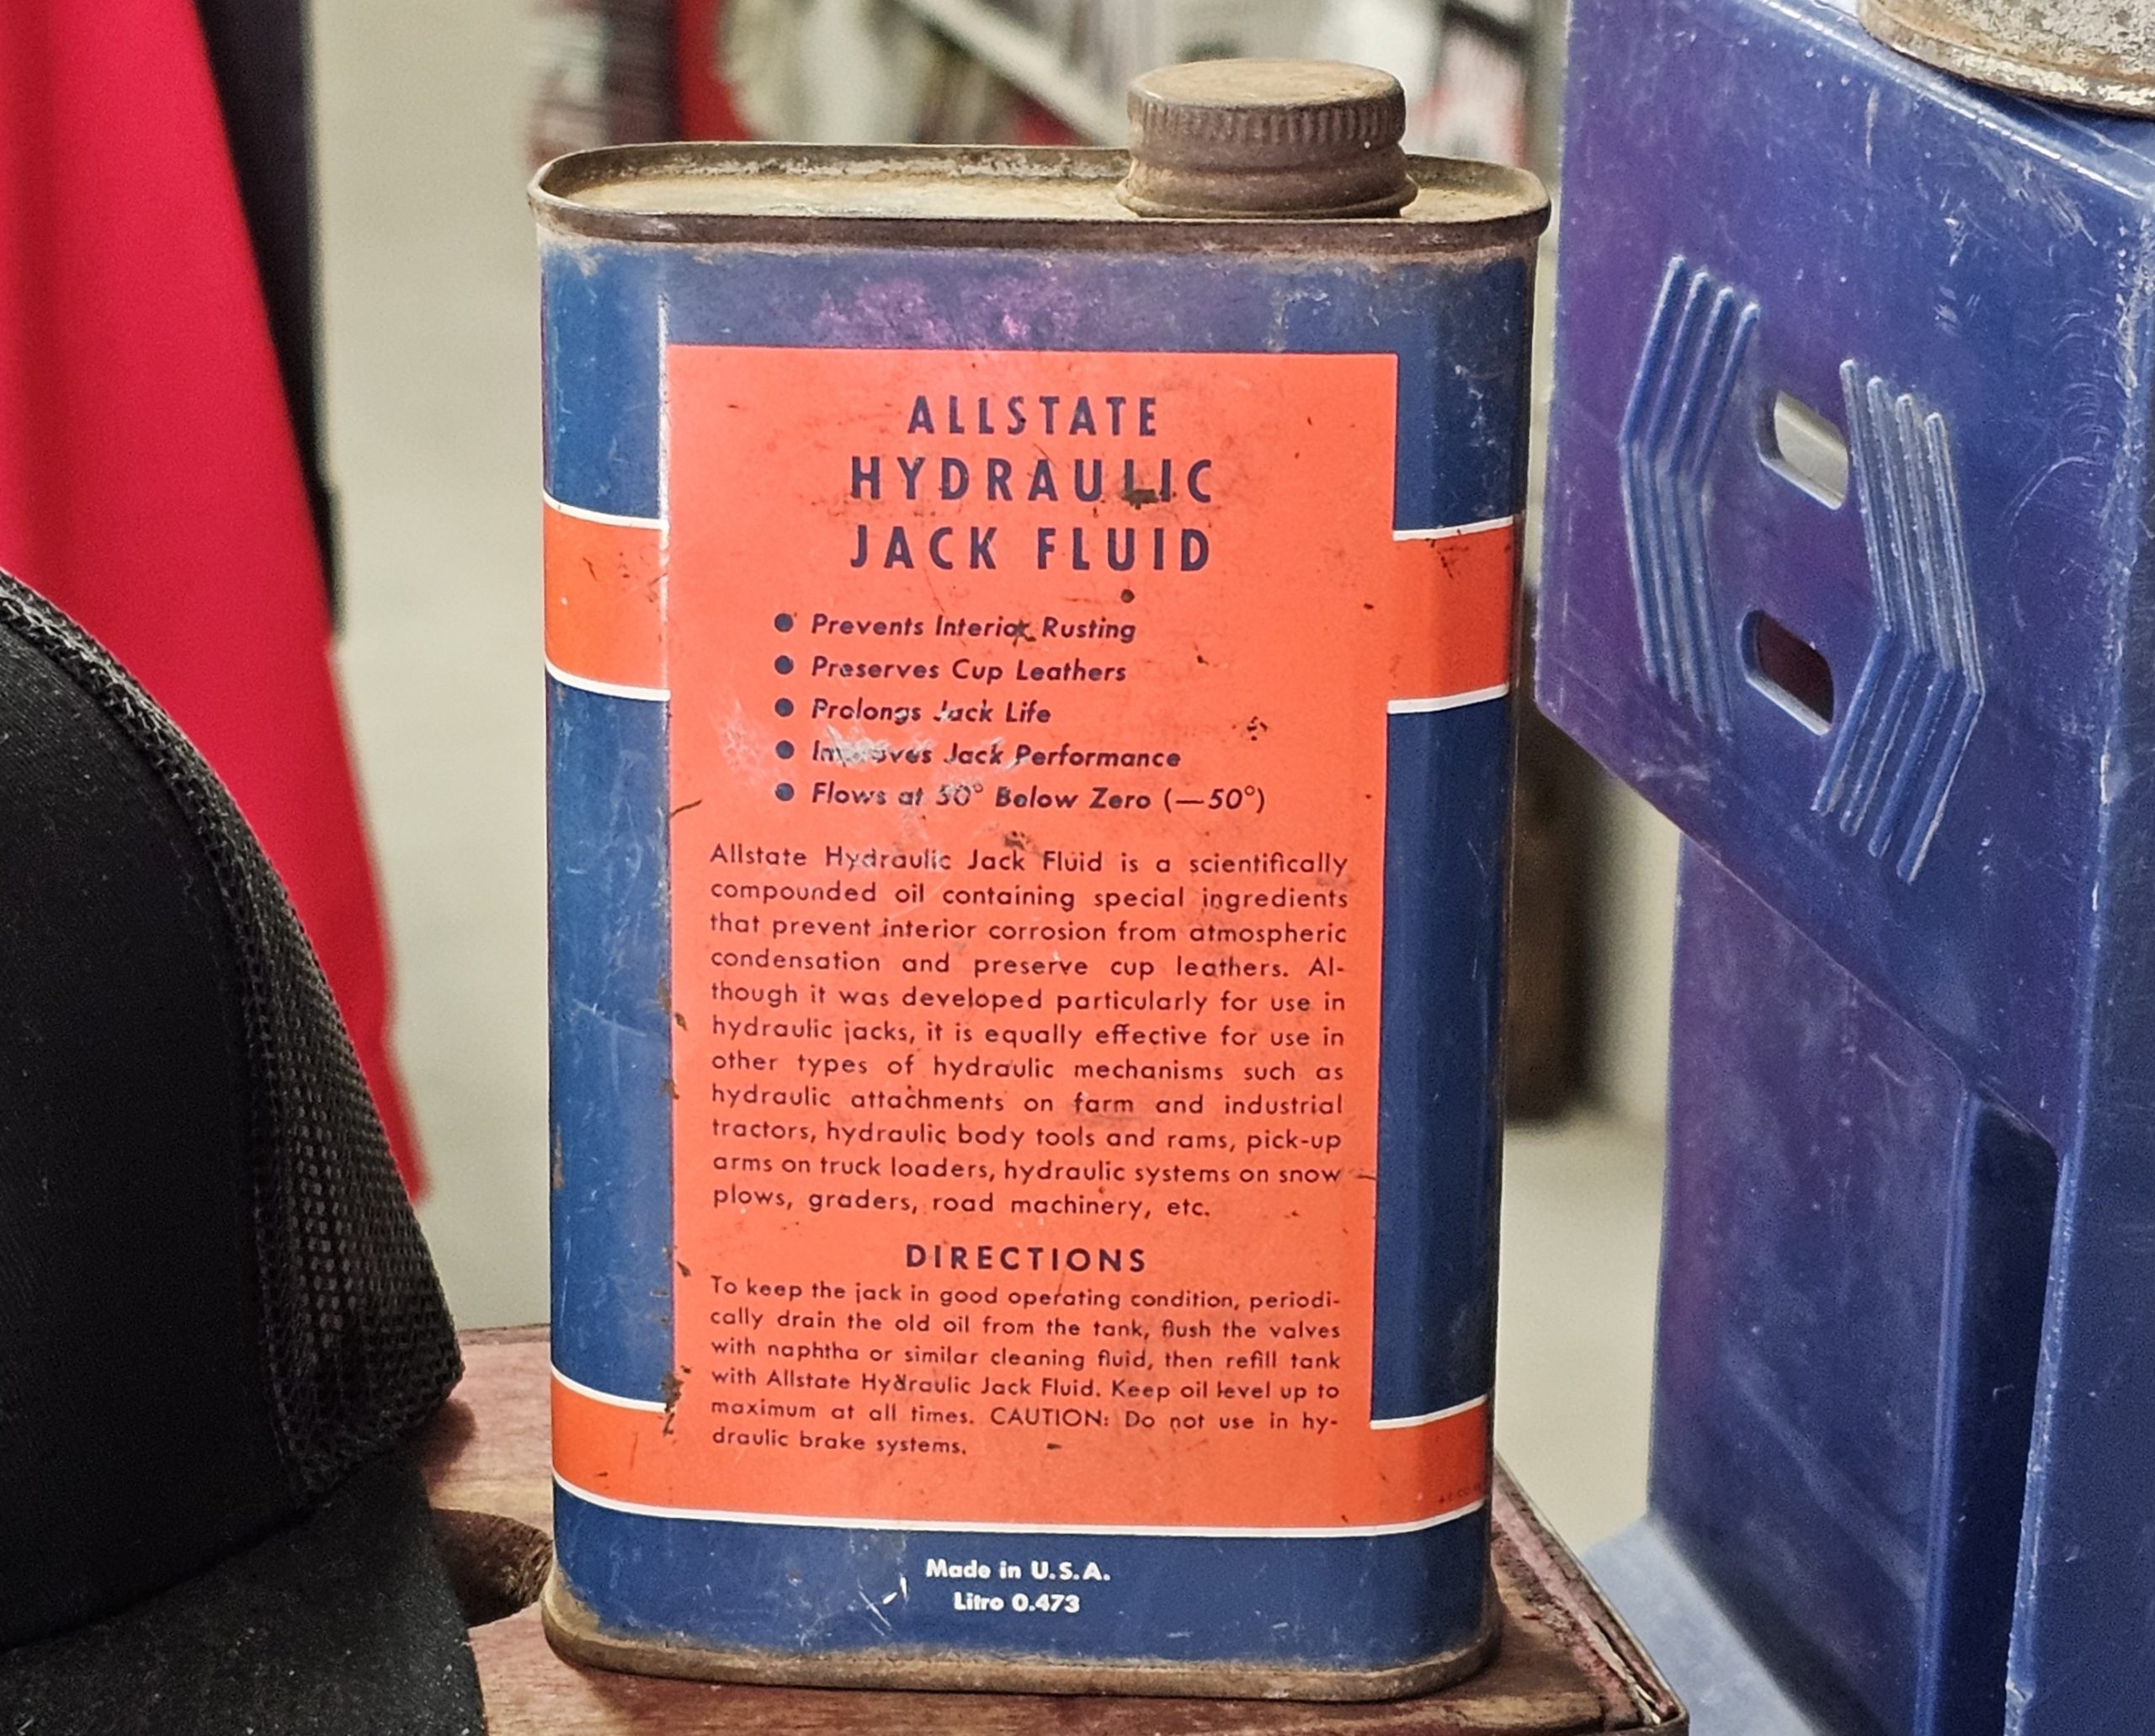 ALLSTATE
HYDRAULIC
JACK FLUID
● Prevents Interior Rusting
● Preserves Cup Leathers
● Prolongs Jack Life
● Improves Jack Performance
● Flows at 50° Below Zero (—50°)
Allstate Hydraulic Jack Fluid is a scientifically
compounded oil containing special ingredients
that prevent interior corrosion from atmospheric
condensation and preserve cup leathers. Al-
though it was developed particularly for use in
hydraulic jacks, it is equally effective for use in
other types of hydraulic mechanisms such as
hydraulic attachments on farm and industrial
tractors, hydraulic body tools and rams, pick-up
arms on truck loaders, hydraulic systems on snow
plows, graders, road machinery, etc.
DIRECTIONS
To keep the jack in good operating condition, periodi-
cally drain the old oil from the tank, flush the valves
with naphtha or similar cleaning fluid, then refill tank
with Allstate Hydraulic Jack Fluid. Keep oil level up to
maximum at all times. CAUTION: Do not use in hy-
draulic brake systems.
Made in U.S.A.
Litro 0.473